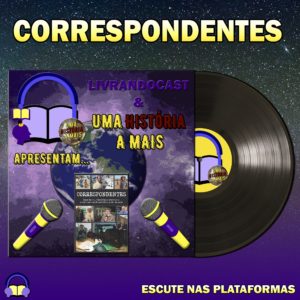 CORRESPONDENTES
LIVRANDOCAST
&
UMA HISTÓRIA
A MAIS
APRESENTAM...
CORRESPONDENTES
ESCUTE NAS PLATAFORMAS